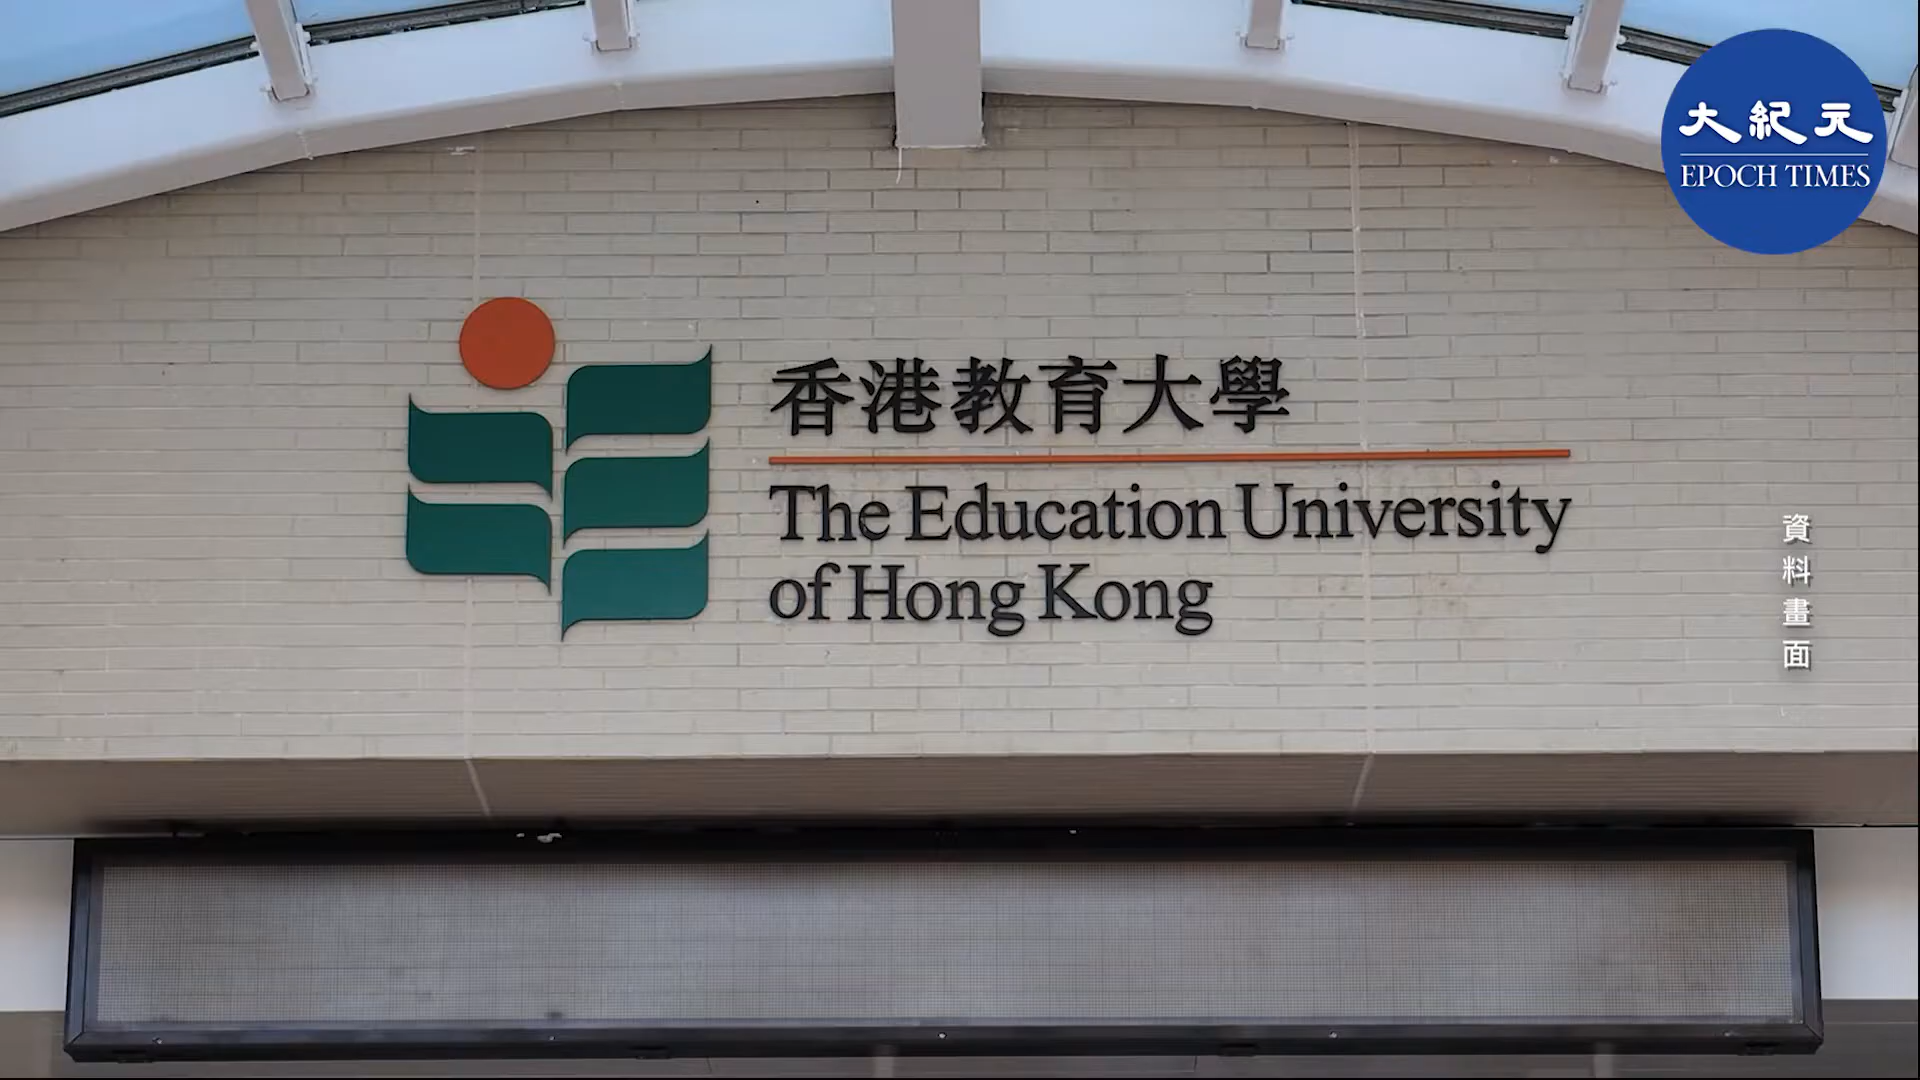 大紀元
EPOCH TIMES
香港教育大學
The Education University
of Hong Kong
資料畫面